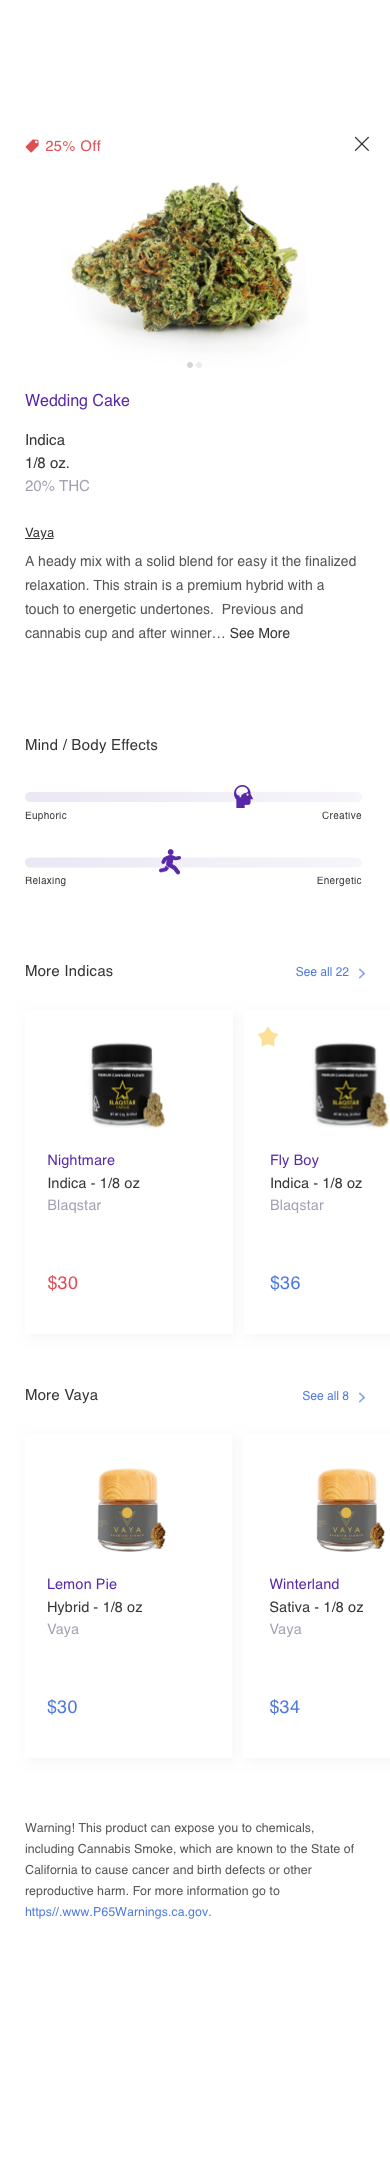 25% Off
Wedding Cake
Indica
1/8 oz.
20% THC
Vaya
A heady mix with a solid blend for easy it the finalized
relaxation. This strain is a premium hybrid with a
touch to energetic undertones.  Previous and
cannabis cup and after winner... See More
Mind / Body Effects
Euphoric Creative
Relaxing Energetic
More Indicas See all 22
PREMIUM CANNABIS FLOWER PREMIUM CANNABIS FLOWER
BLAQSTAR BLAQSTAR
Nightmare Fly Boy
Indica - 1/8 oz Indica - 1/8 oz
Blaqstar Blaqstar
$30 $36
More Vaya See all 8
VAYA VAYA
Lemon Pie Winterland
Hybrid - 1/8 oz Sativa - 1/8 oz
Vaya Vaya
$30 $34
Warning! This product can expose you to chemicals,
including Cannabis Smoke, which are known to the State of
California to cause cancer and birth defects or other
reproductive harm. For more information go to
https//.www.P65Warnings.ca.gov.